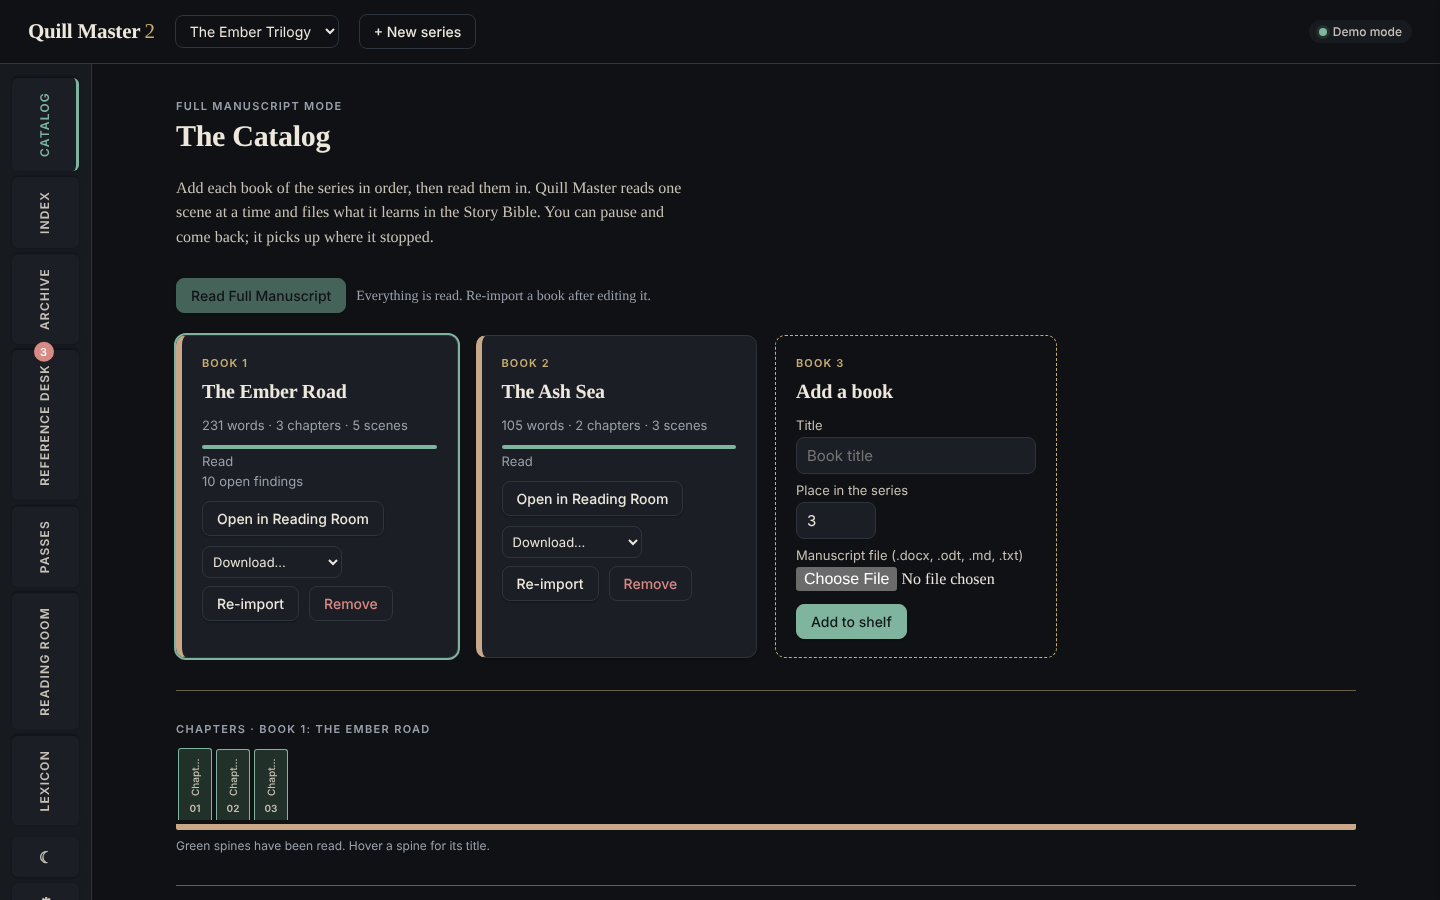 Quill Master 2
The Ember Trilogy
+ New series
Demo mode
CATALOG
INDEX
ARCHIVE
3
REFERENCE DESK
PASSES
READING ROOM
LEXICON
FULL MANUSCRIPT MODE
The Catalog
Add each book of the series in order, then read them in. Quill Master reads one
scene at a time and files what it learns in the Story Bible. You can pause and
come back; it picks up where it stopped.
Read Full Manuscript
Everything is read. Re-import a book after editing it.
BOOK 1
The Ember Road
231 words · 3 chapters · 5 scenes
Read
10 open findings
Open in Reading Room
Download...
Re-import
Remove
BOOK 2
The Ash Sea
105 words · 2 chapters · 3 scenes
Read
Open in Reading Room
Download...
Re-import
Remove
BOOK 3
Add a book
Title
Book title
Place in the series
3
Manuscript file (.docx, .odt, .md, .txt)
Choose File No file chosen
Add to shelf
CHAPTERS · BOOK 1: THE EMBER ROAD
Chapt...
01
Chapt...
02
Chapt...
03
Green spines have been read. Hover a spine for its title.